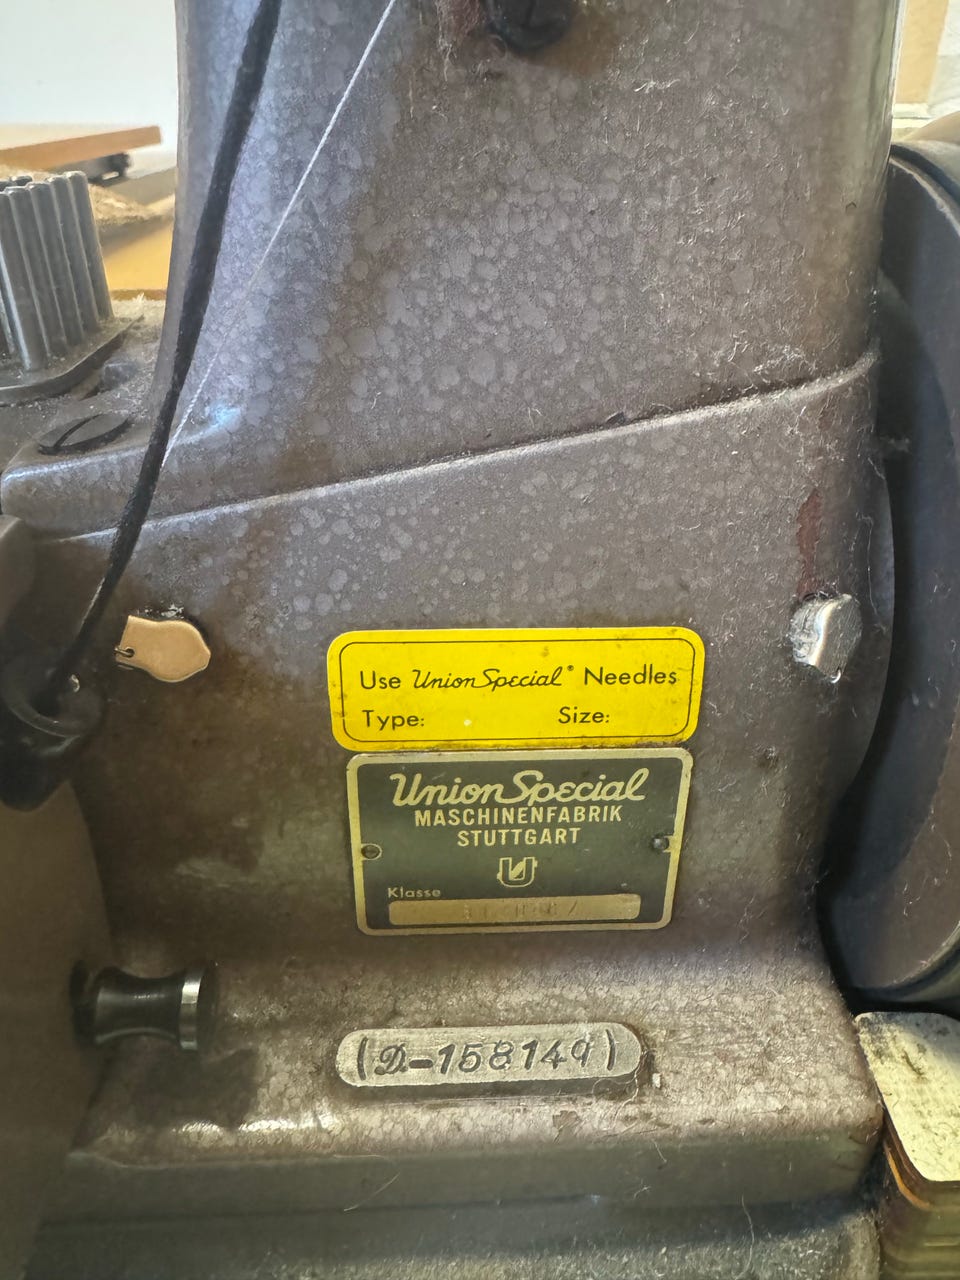 Use Union Special® Needles
Type: Size:
Union Special
MASCHINENFABRIK
STUTTGART
U
Klasse
(D-158149)